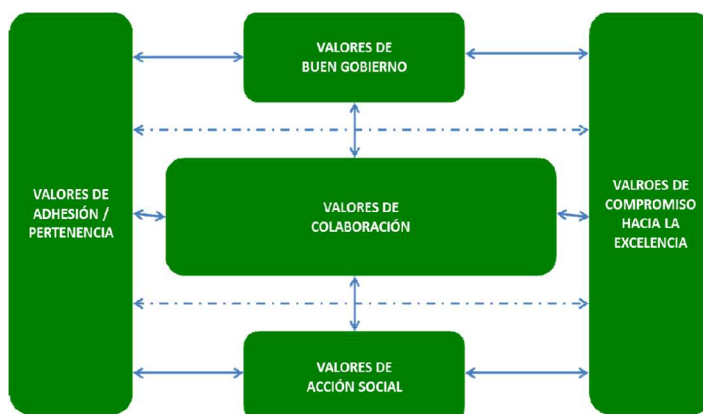 VALORES DE
BUEN GOBIERNO
VALORES DE
ADHESIÓN /
PERTENENCIA
VALORES DE
COLABORACIÓN
VALROES DE
COMPROMISO
HACIA LA
EXCELENCIA
VALORES DE
ACCIÓN SOCIAL